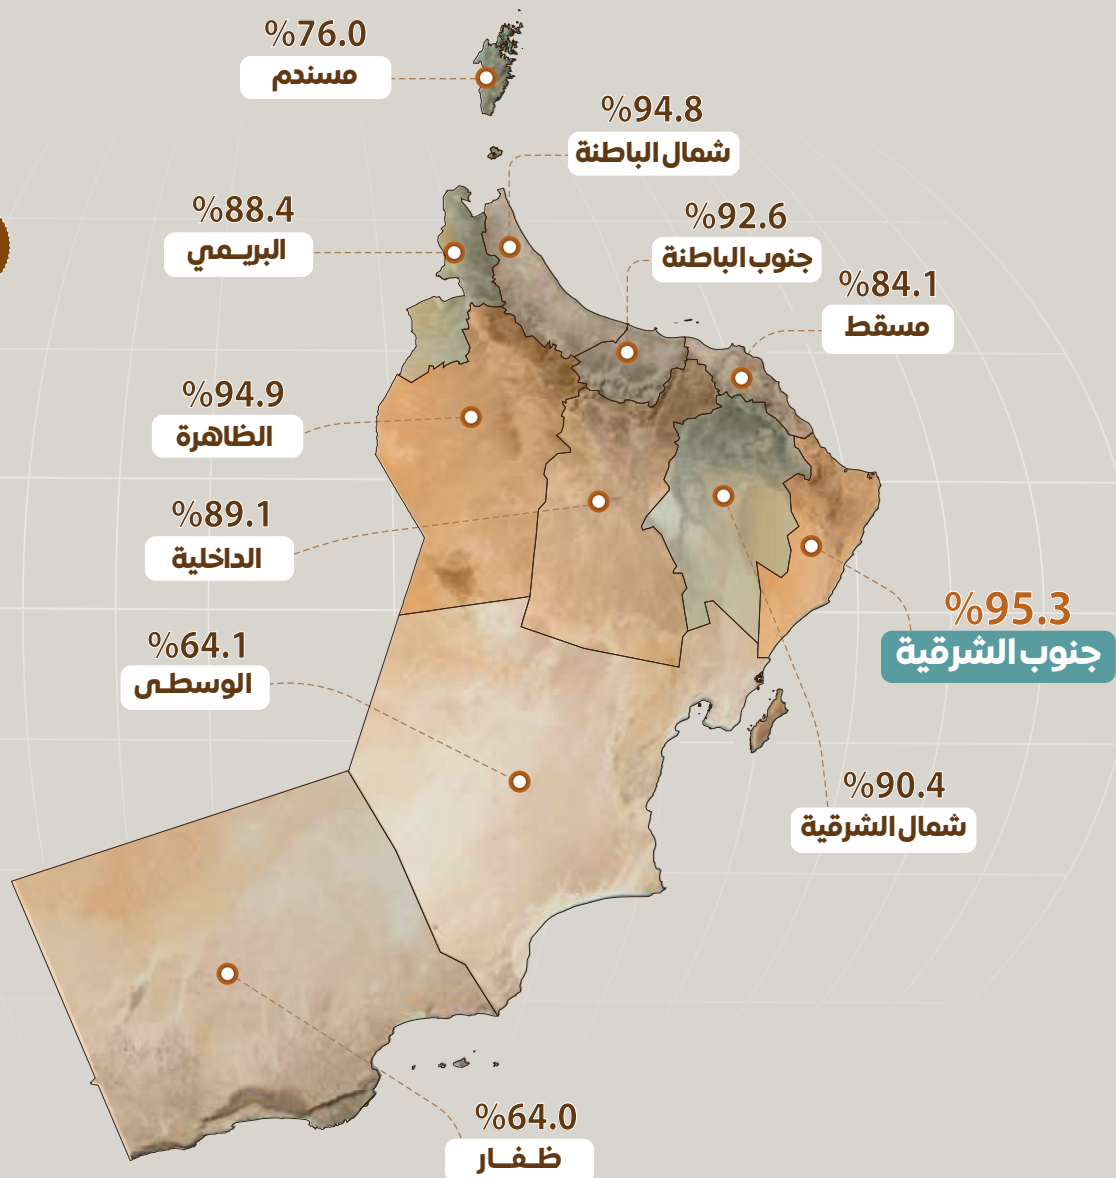 %76.0
مسندم
%94.8
شمال الباطنة
%88.4
البريـمي
%92.6
جنوب الباطنة
%84.1
مسقط
%94.9
الظاهرة
%89.1
الداخلية
%95.3
جنوب الشرقية
%64.1
الوسطـى
%90.4
شمال الشرقية
%64.0
ظـفـــار